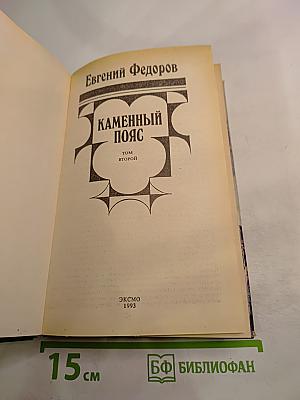 Евгений Федоров
КАМЕННЫЙ
ПОЯС
ТОМ
ВТОРОЙ
ЭКСМО
1993
15 см
БФ БИБЛИОФАН